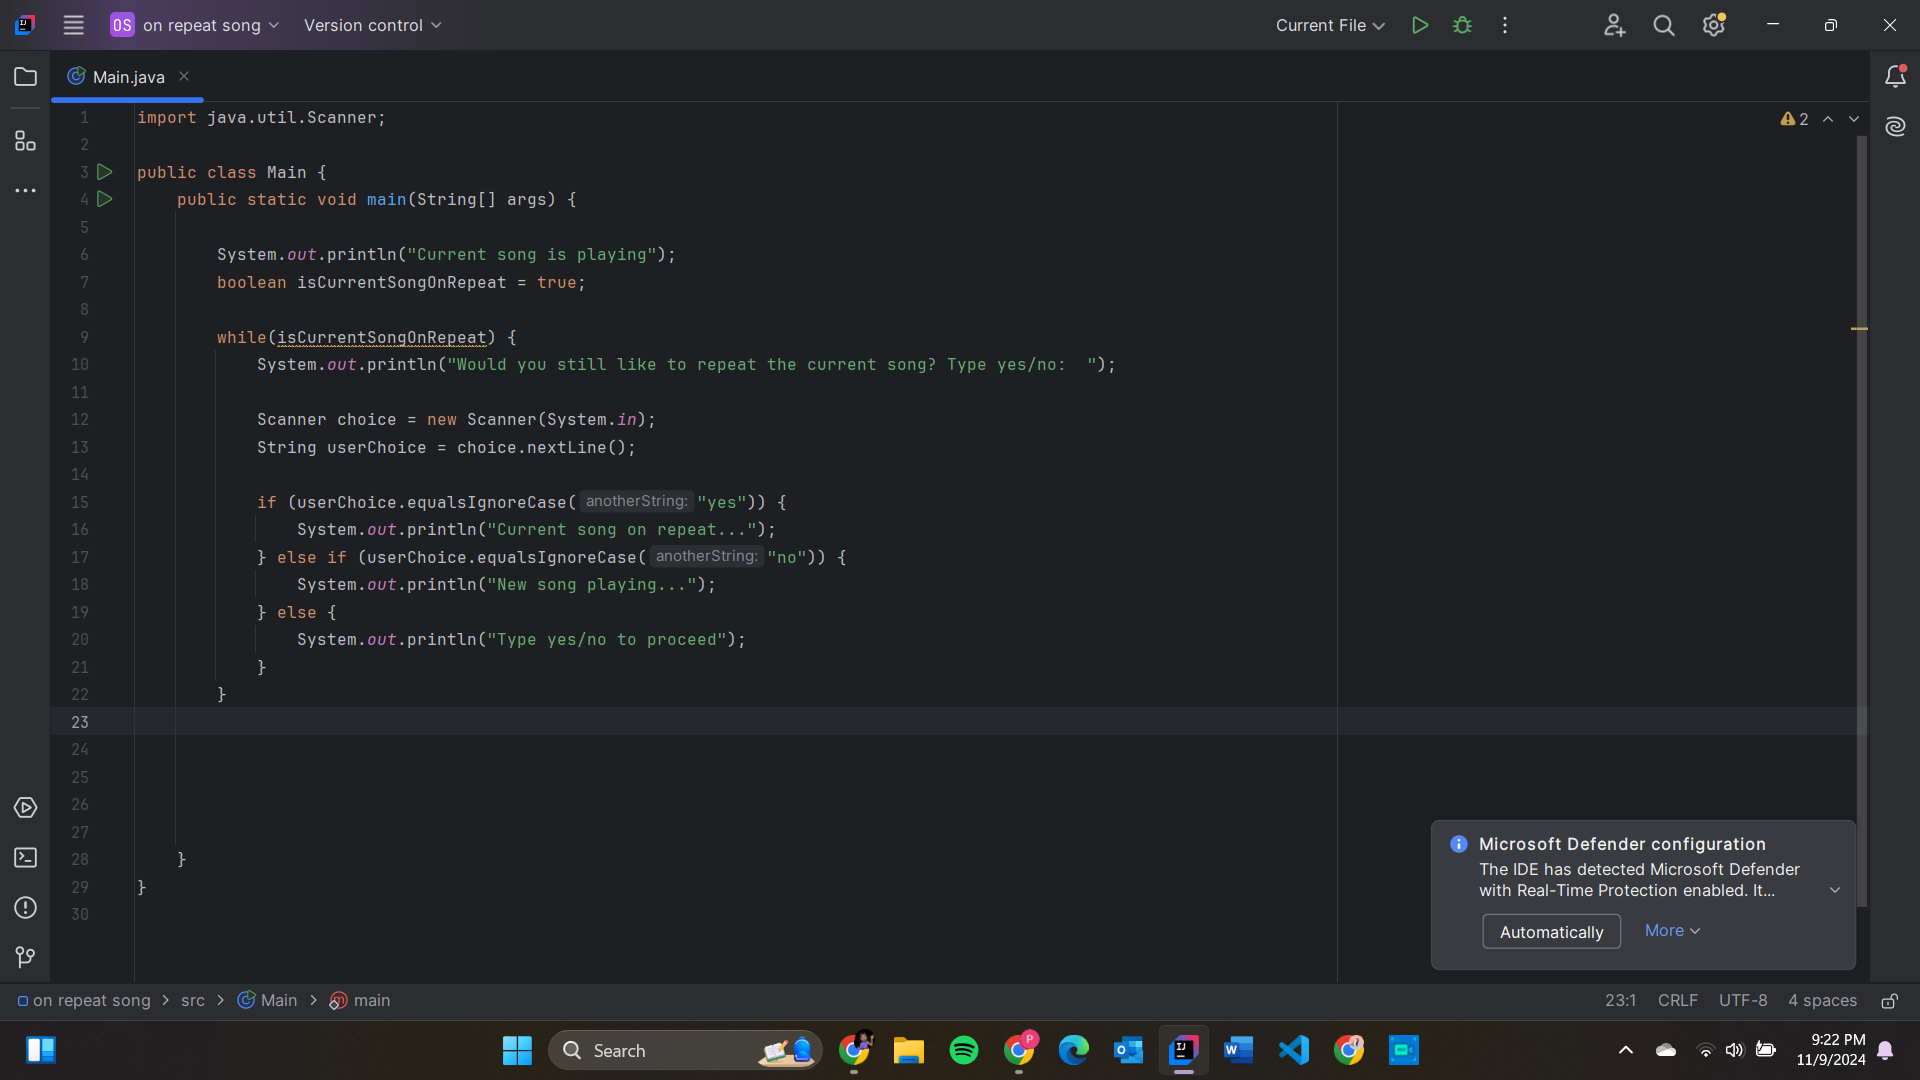 OS on repeat song Version control Current File
Main.java
1 import java.util.Scanner; 2
2
3 public class Main {
4     public static void main(String[] args) {
5
6         System.out.println("Current song is playing");
7         boolean isCurrentSongOnRepeat = true;
8
9         while(isCurrentSongOnRepeat) {
10             System.out.println("Would you still like to repeat the current song? Type yes/no:  ");
11
12             Scanner choice = new Scanner(System.in);
13             String userChoice = choice.nextLine();
14
15             if (userChoice.equalsIgnoreCase( anotherString: "yes")) {
16                 System.out.println("Current song on repeat...");
17             } else if (userChoice.equalsIgnoreCase( anotherString: "no")) {
18                 System.out.println("New song playing...");
19             } else {
20                 System.out.println("Type yes/no to proceed");
21             }
22         }
23
24
25
26
27
28     }
29 }
30
Microsoft Defender configuration
The IDE has detected Microsoft Defender
with Real-Time Protection enabled. It...
Automatically More
on repeat song > src > Main > main 23:1 CRLF UTF-8 4 spaces
Search
9:22 PM
11/9/2024